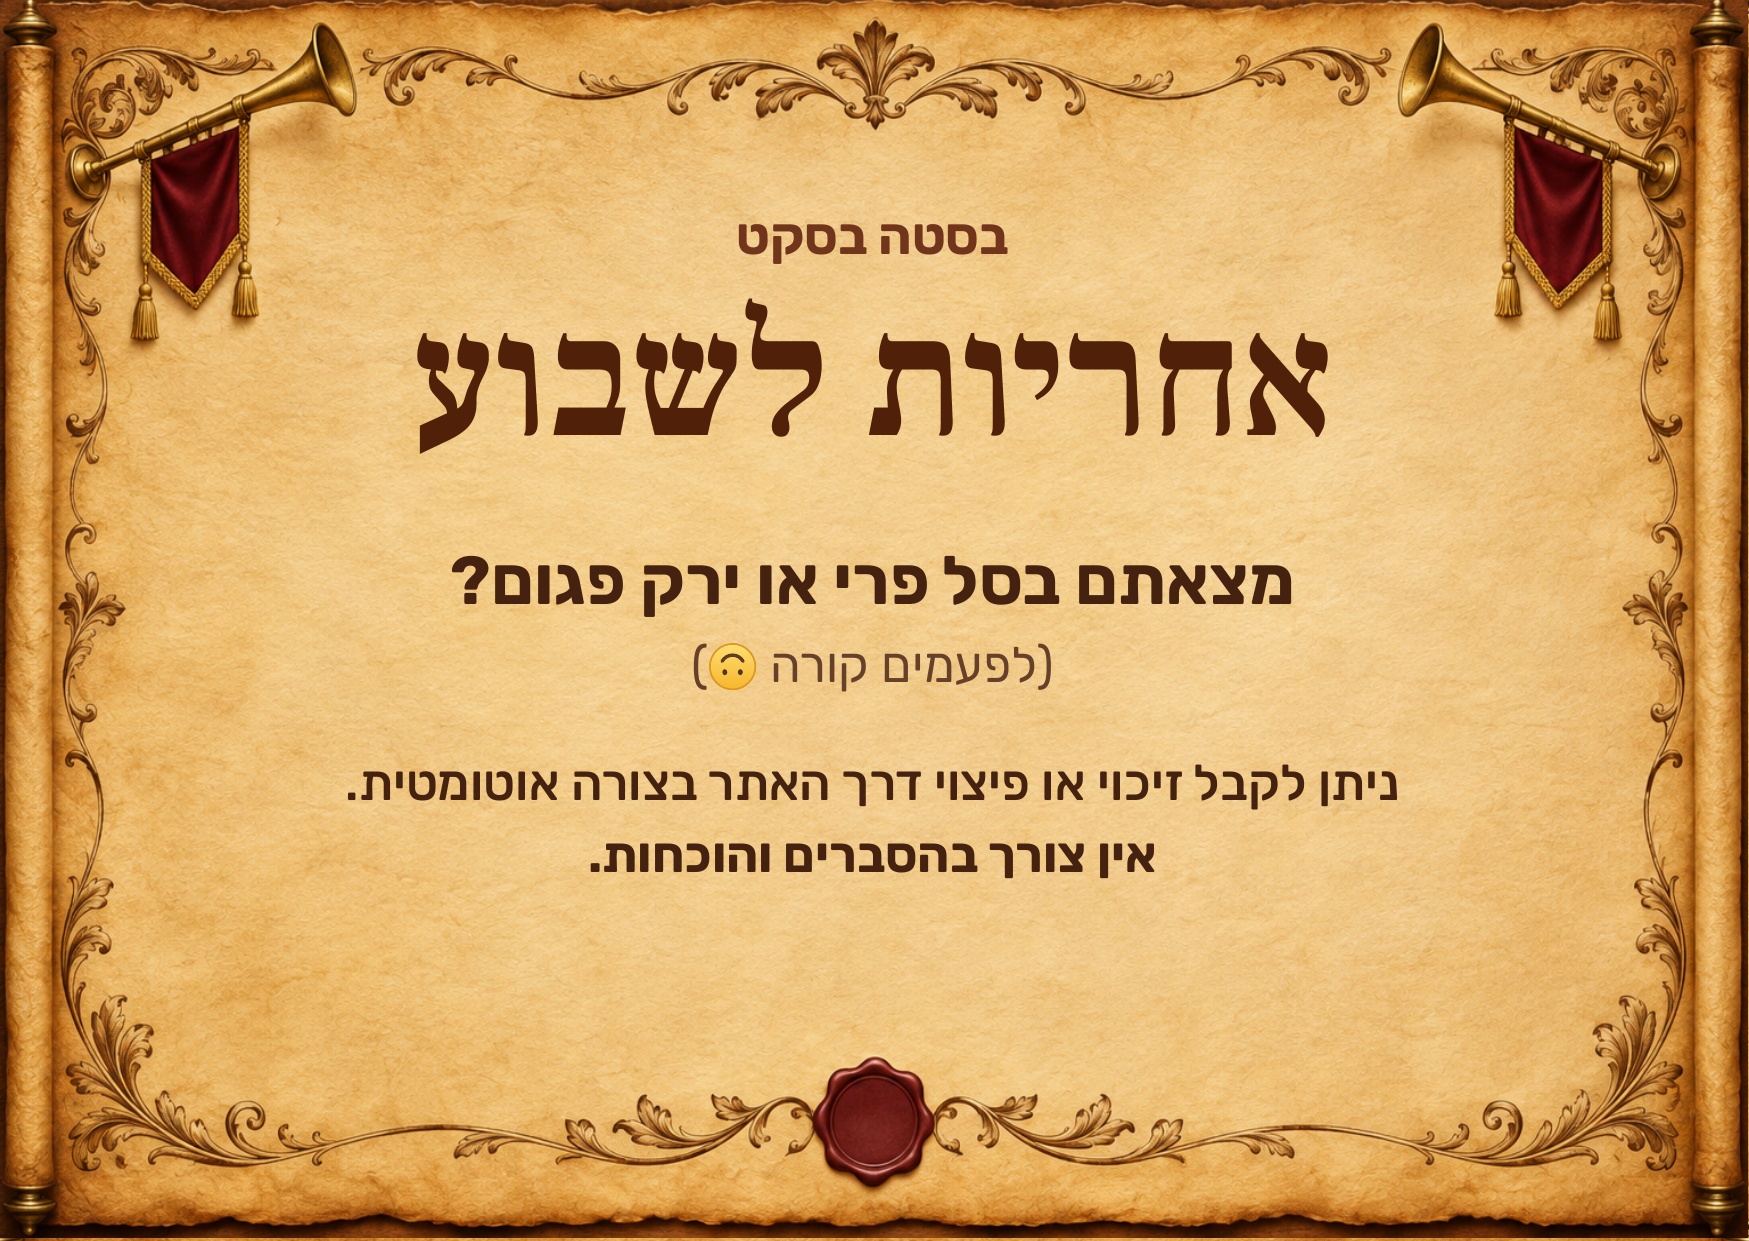 בסטה בסקט
אחריות לשבוע
מצאתם בסל פרי או ירק פגום?
(לפעמים קורה 🙃)
ניתן לקבל זיכוי או פיצוי דרך האתר בצורה אוטומטית.
אין צורך בהסברים והוכחות.